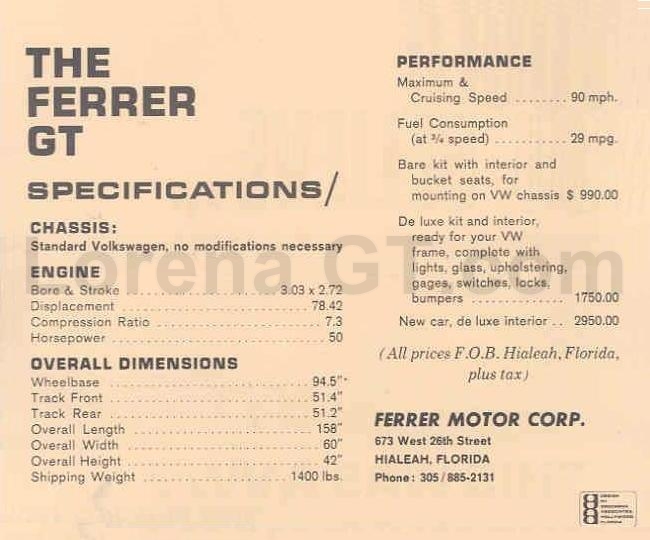 THE
FERRER
GT
SPECIFICATIONS/
CHASSIS:
Standard Volkswagen, no modifications necessary
ENGINE
Bore & Stroke ........ 3.03 x 2.72
Displacement ........ 78.42
Compression Ratio ........ 7.3
Horsepower ........ 50
OVERALL DIMENSIONS
Wheelbase ........ 94.5"
Track Front ........ 51.4"
Track Rear ........ 51.2"
Overall Length ........ 158"
Overall Width ........ 60"
Overall Height ........ 42"
Shipping Weight ........ 1400 lbs.
PERFORMANCE
Maximum &
Cruising Speed ........ 90 mph.
Fuel Consumption
(at ¾ speed) ........ 29 mpg.
Bare kit with interior and
bucket seats, for
mounting on VW chassis $ 990.00
De luxe kit and interior,
ready for your VW
frame, complete with
lights, glass, upholstering,
gages, switches, locks,
bumpers ........ 1750.00
New car, de luxe interior .. 2950.00
(All prices F.O.B. Hialeah, Florida,
plus tax)
FERRER MOTOR CORP.
673 West 26th Street
HIALEAH, FLORIDA
Phone: 305/885-2131
DESIGN
BY
ASSOCIATES
HOLLYWOOD
FLORIDA
Lorena GT.com